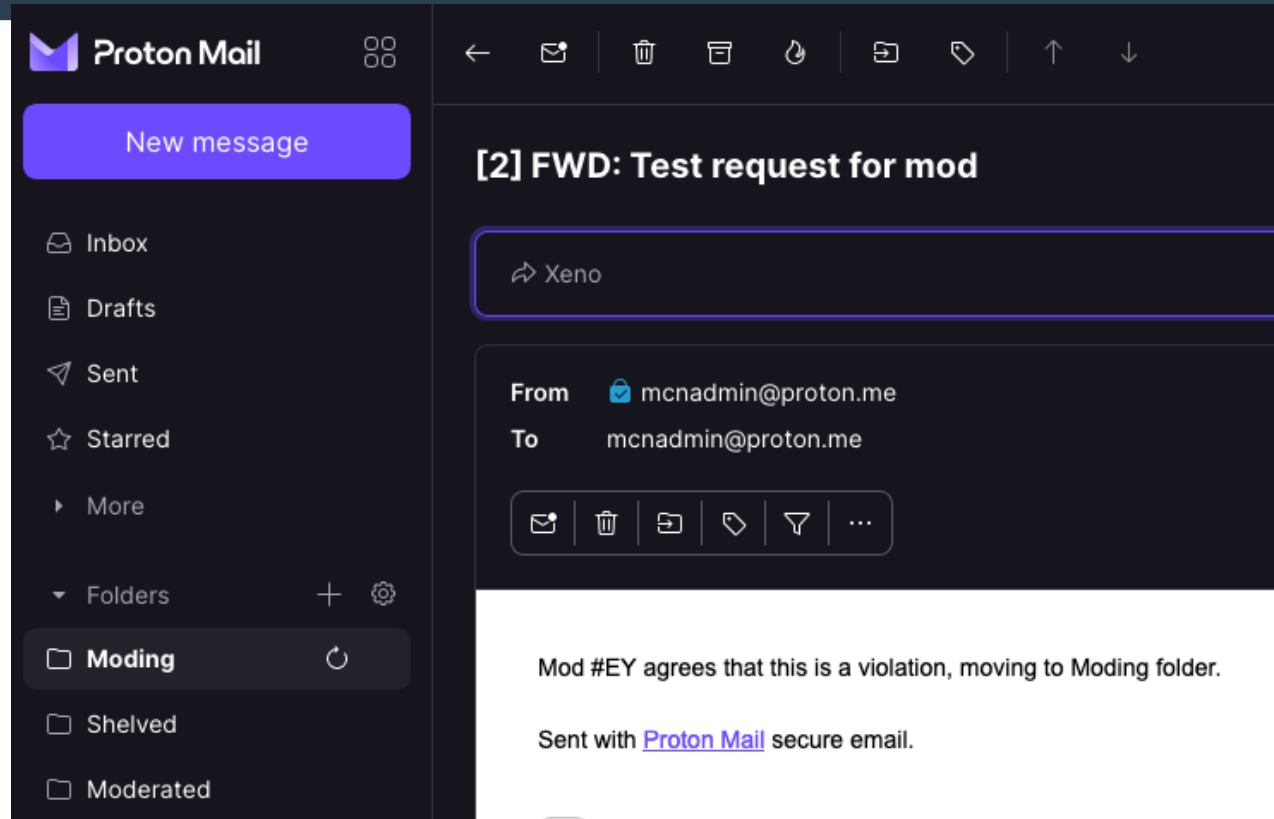 Proton Mail
New message
Inbox
Drafts
Sent
Starred
More
Folders
Moding
Shelved
Moderated
[2] FWD: Test request for mod
Xeno
From mcnadmin@proton.me
To mcnadmin@proton.me
Mod #EY agrees that this is a violation, moving to Moding folder.
Sent with Proton Mail secure email.